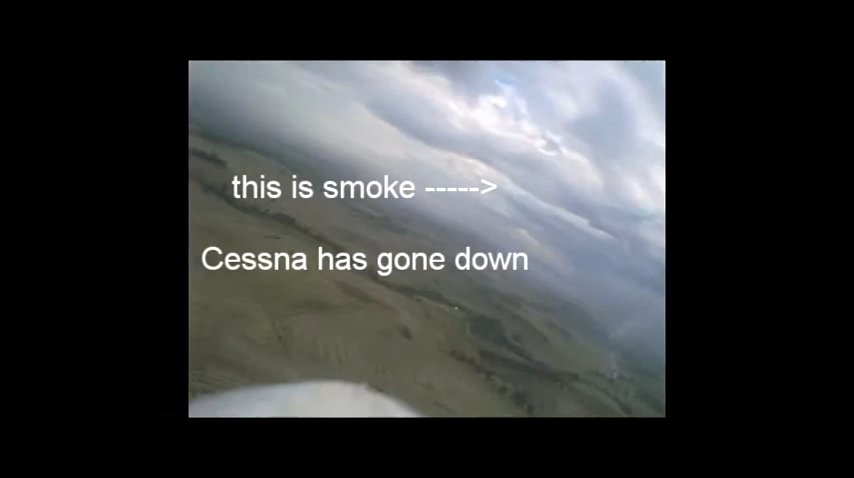 this is smoke ----->
Cessna has gone down